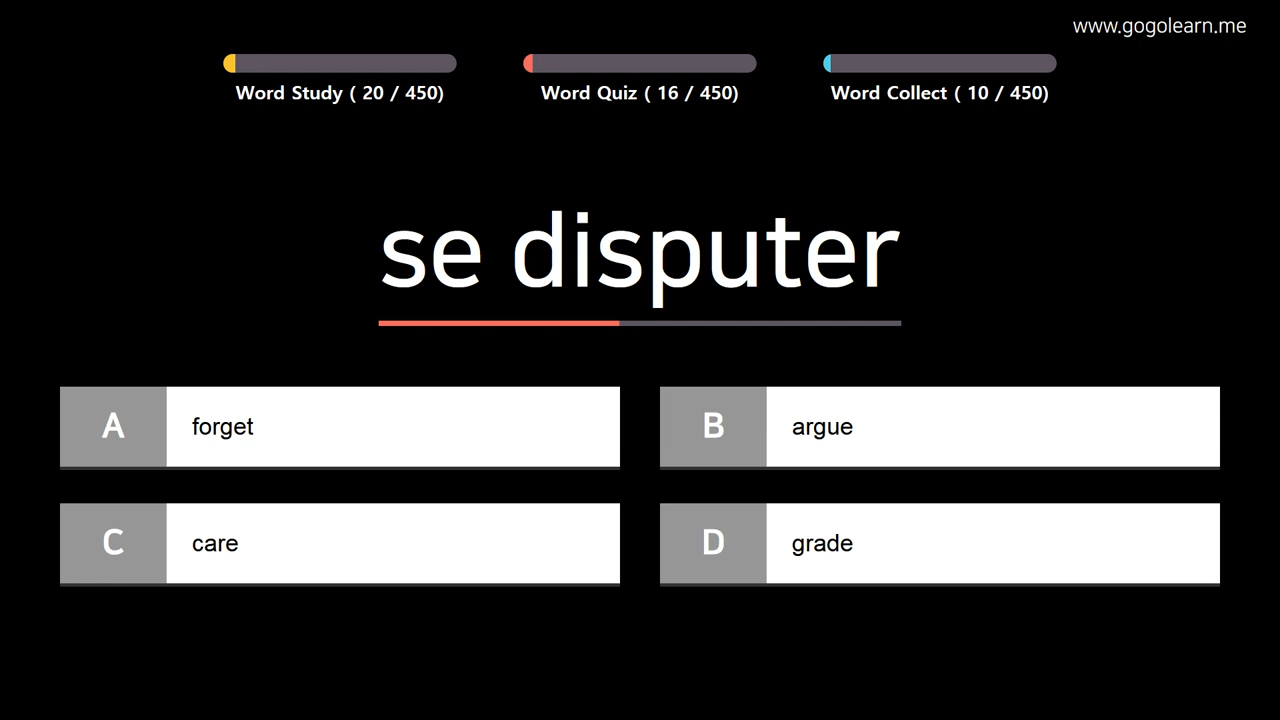 www.gogolearn.me
Word Study ( 20 / 450)
Word Quiz ( 16 / 450)
Word Collect ( 10 / 450)
se disputer
A forget
B argue
C care
D grade